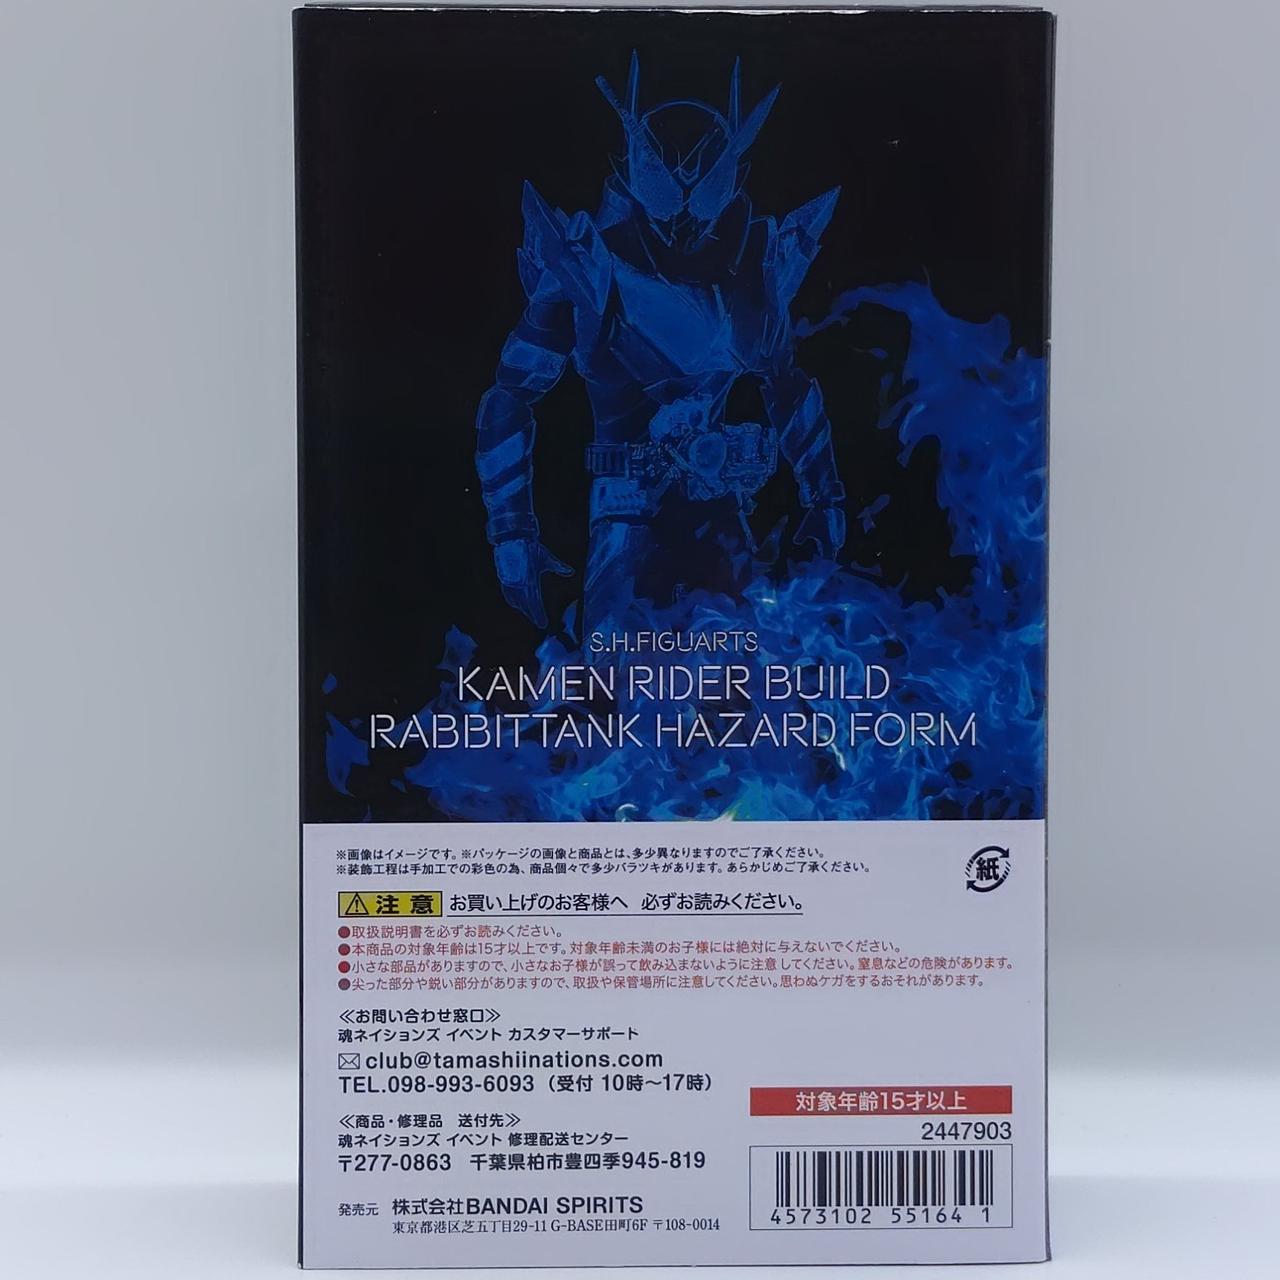 S.H.FIGUARTS
KAMEN RIDER BUILD
RABBITTANK HAZARD FORM
※画像はイメージです。※パッケージの画像と商品とは、多少異なりますのでご了承ください。
※装飾工程は手加工での彩色の為、商品個々で多少バラツキがあります。あらかじめご了承ください。
紙
注意 お買い上げのお客様へ 必ずお読みください。
●取扱説明書を必ずお読みください。
●本商品の対象年齢は15才以上です。対象年齢未満のお子様には絶対に与えないでください。
●小さな部品がありますので、小さなお子様が誤って飲み込まないように注意してください。窒息などの危険があります。
●尖った部分や鋭い部分がありますので、取扱や保管場所に注意してください。思わぬケガをするおそれがあります。
≪お問い合わせ窓口≫
魂ネイションズ イベント カスタマーサポート
club@tamashiinations.com
TEL.098-993-6093（受付 10時〜17時）
≪商品・修理品 送付先≫
魂ネイションズ イベント 修理配送センター
〒277-0863 千葉県柏市豊四季945-819
発売元 株式会社BANDAI SPIRITS
東京都港区芝五丁目29-11 G-BASE田町6F 〒108-0014
対象年齢15才以上
2447903
4573102 55164 1